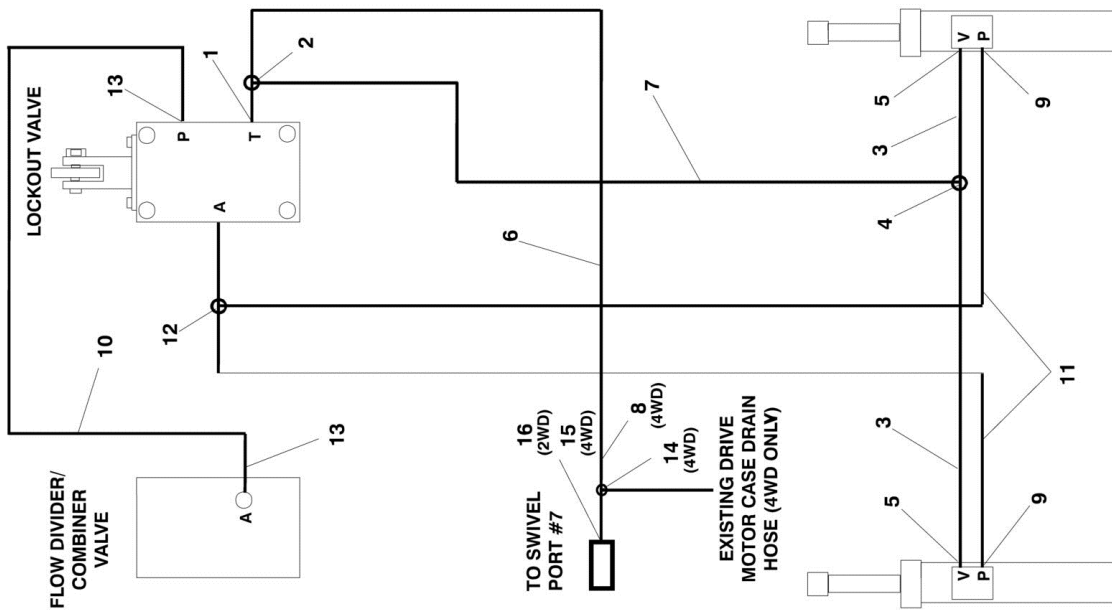 LOCKOUT VALVE
13
P
1
T
2
A
12
10
13
FLOW DIVIDER/
COMBINER
VALVE
A
7
6
16
(2WD)
15
(4WD)
8
(4WD)
14
(4WD)
TO SWIVEL
PORT #7
EXISTING DRIVE
MOTOR CASE DRAIN
HOSE (4WD ONLY)
V
P
5
3
9
4
11
3
5
9
V
P